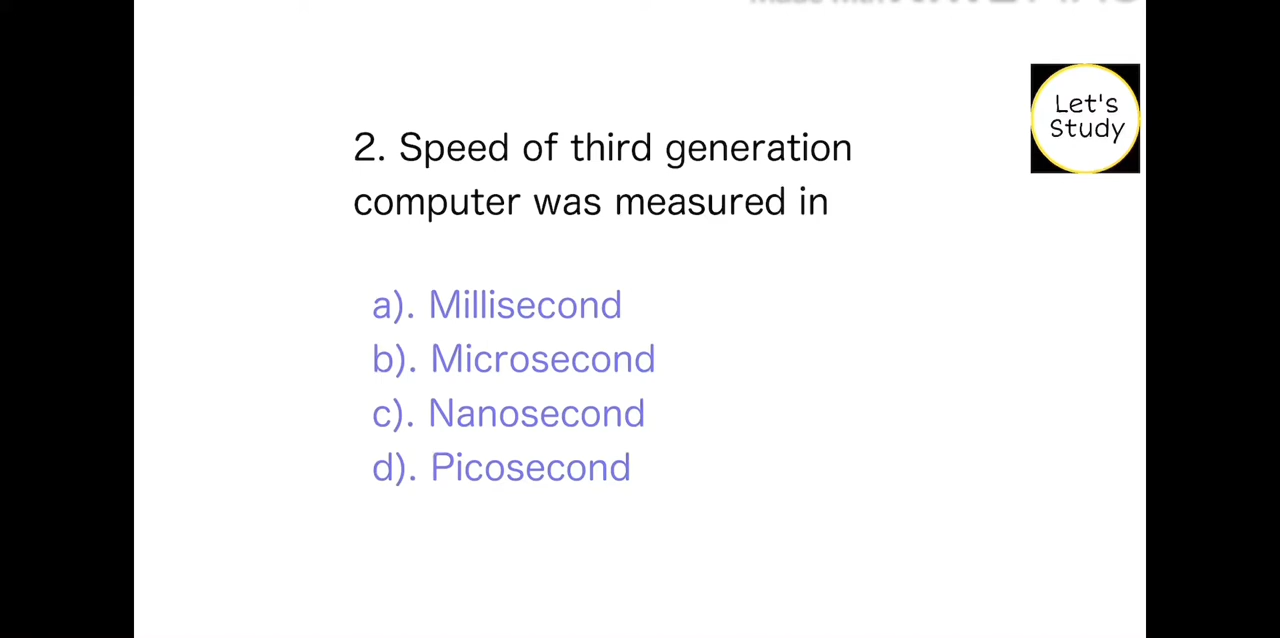 Let's
Study
2. Speed of third generation
computer was measured in
a). Millisecond
b). Microsecond
c). Nanosecond
d). Picosecond